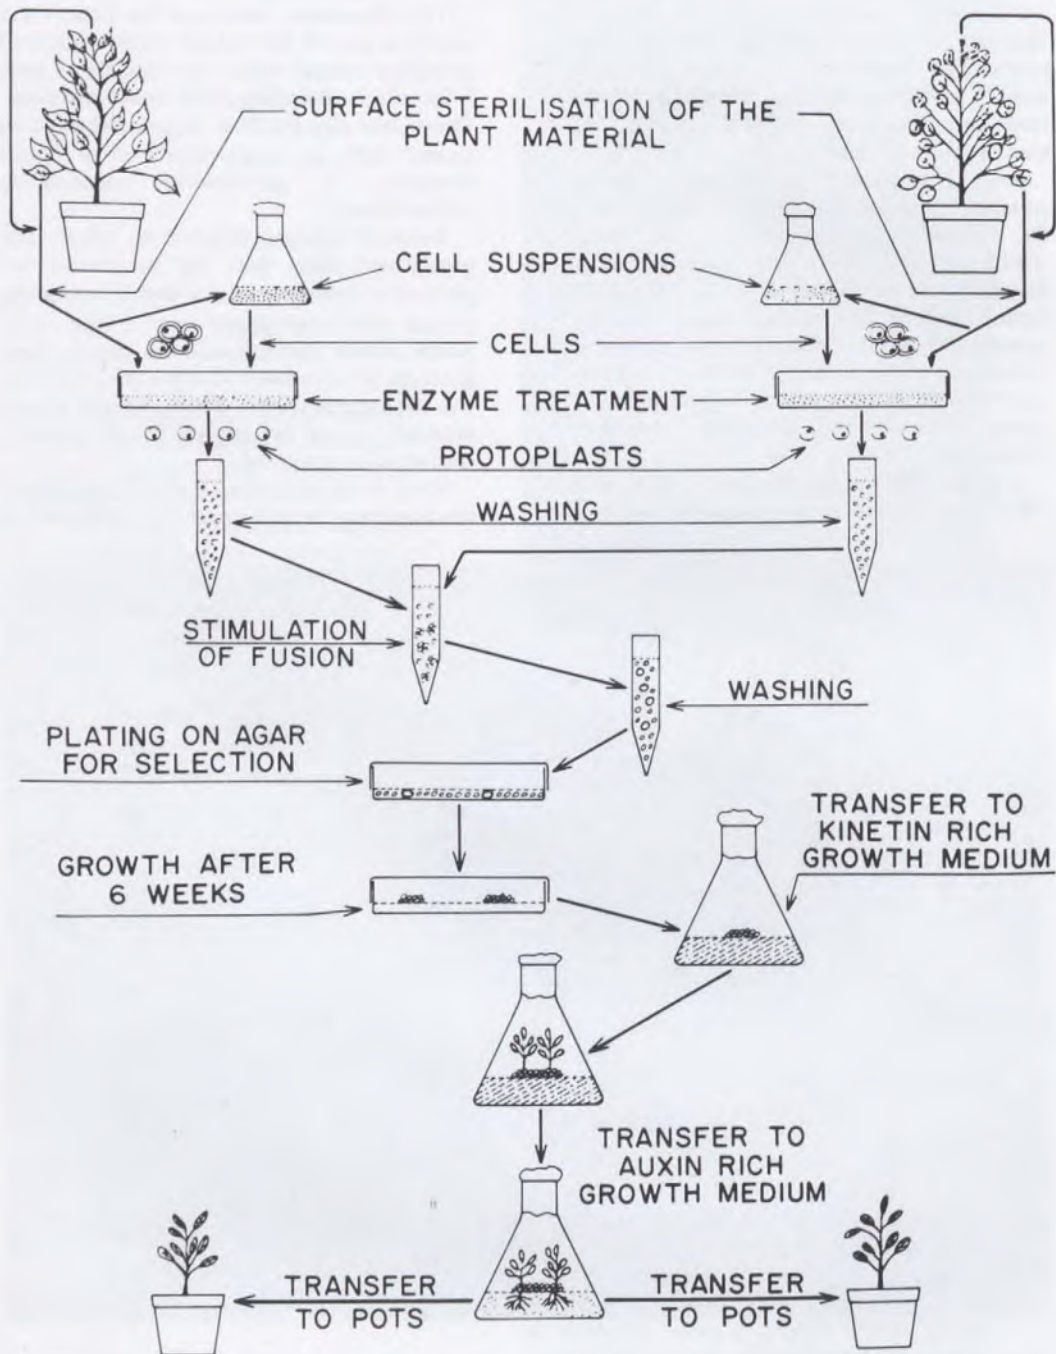 SURFACE STERILISATION OF THE
PLANT MATERIAL
CELL SUSPENSIONS
CELLS
ENZYME TREATMENT
PROTOPLASTS
WASHING
STIMULATION
OF FUSION
WASHING
PLATING ON AGAR
FOR SELECTION
TRANSFER TO
KINETIN RICH
GROWTH MEDIUM
GROWTH AFTER
6 WEEKS
TRANSFER TO
AUXIN RICH
GROWTH MEDIUM
TRANSFER
TO POTS
TRANSFER
TO POTS